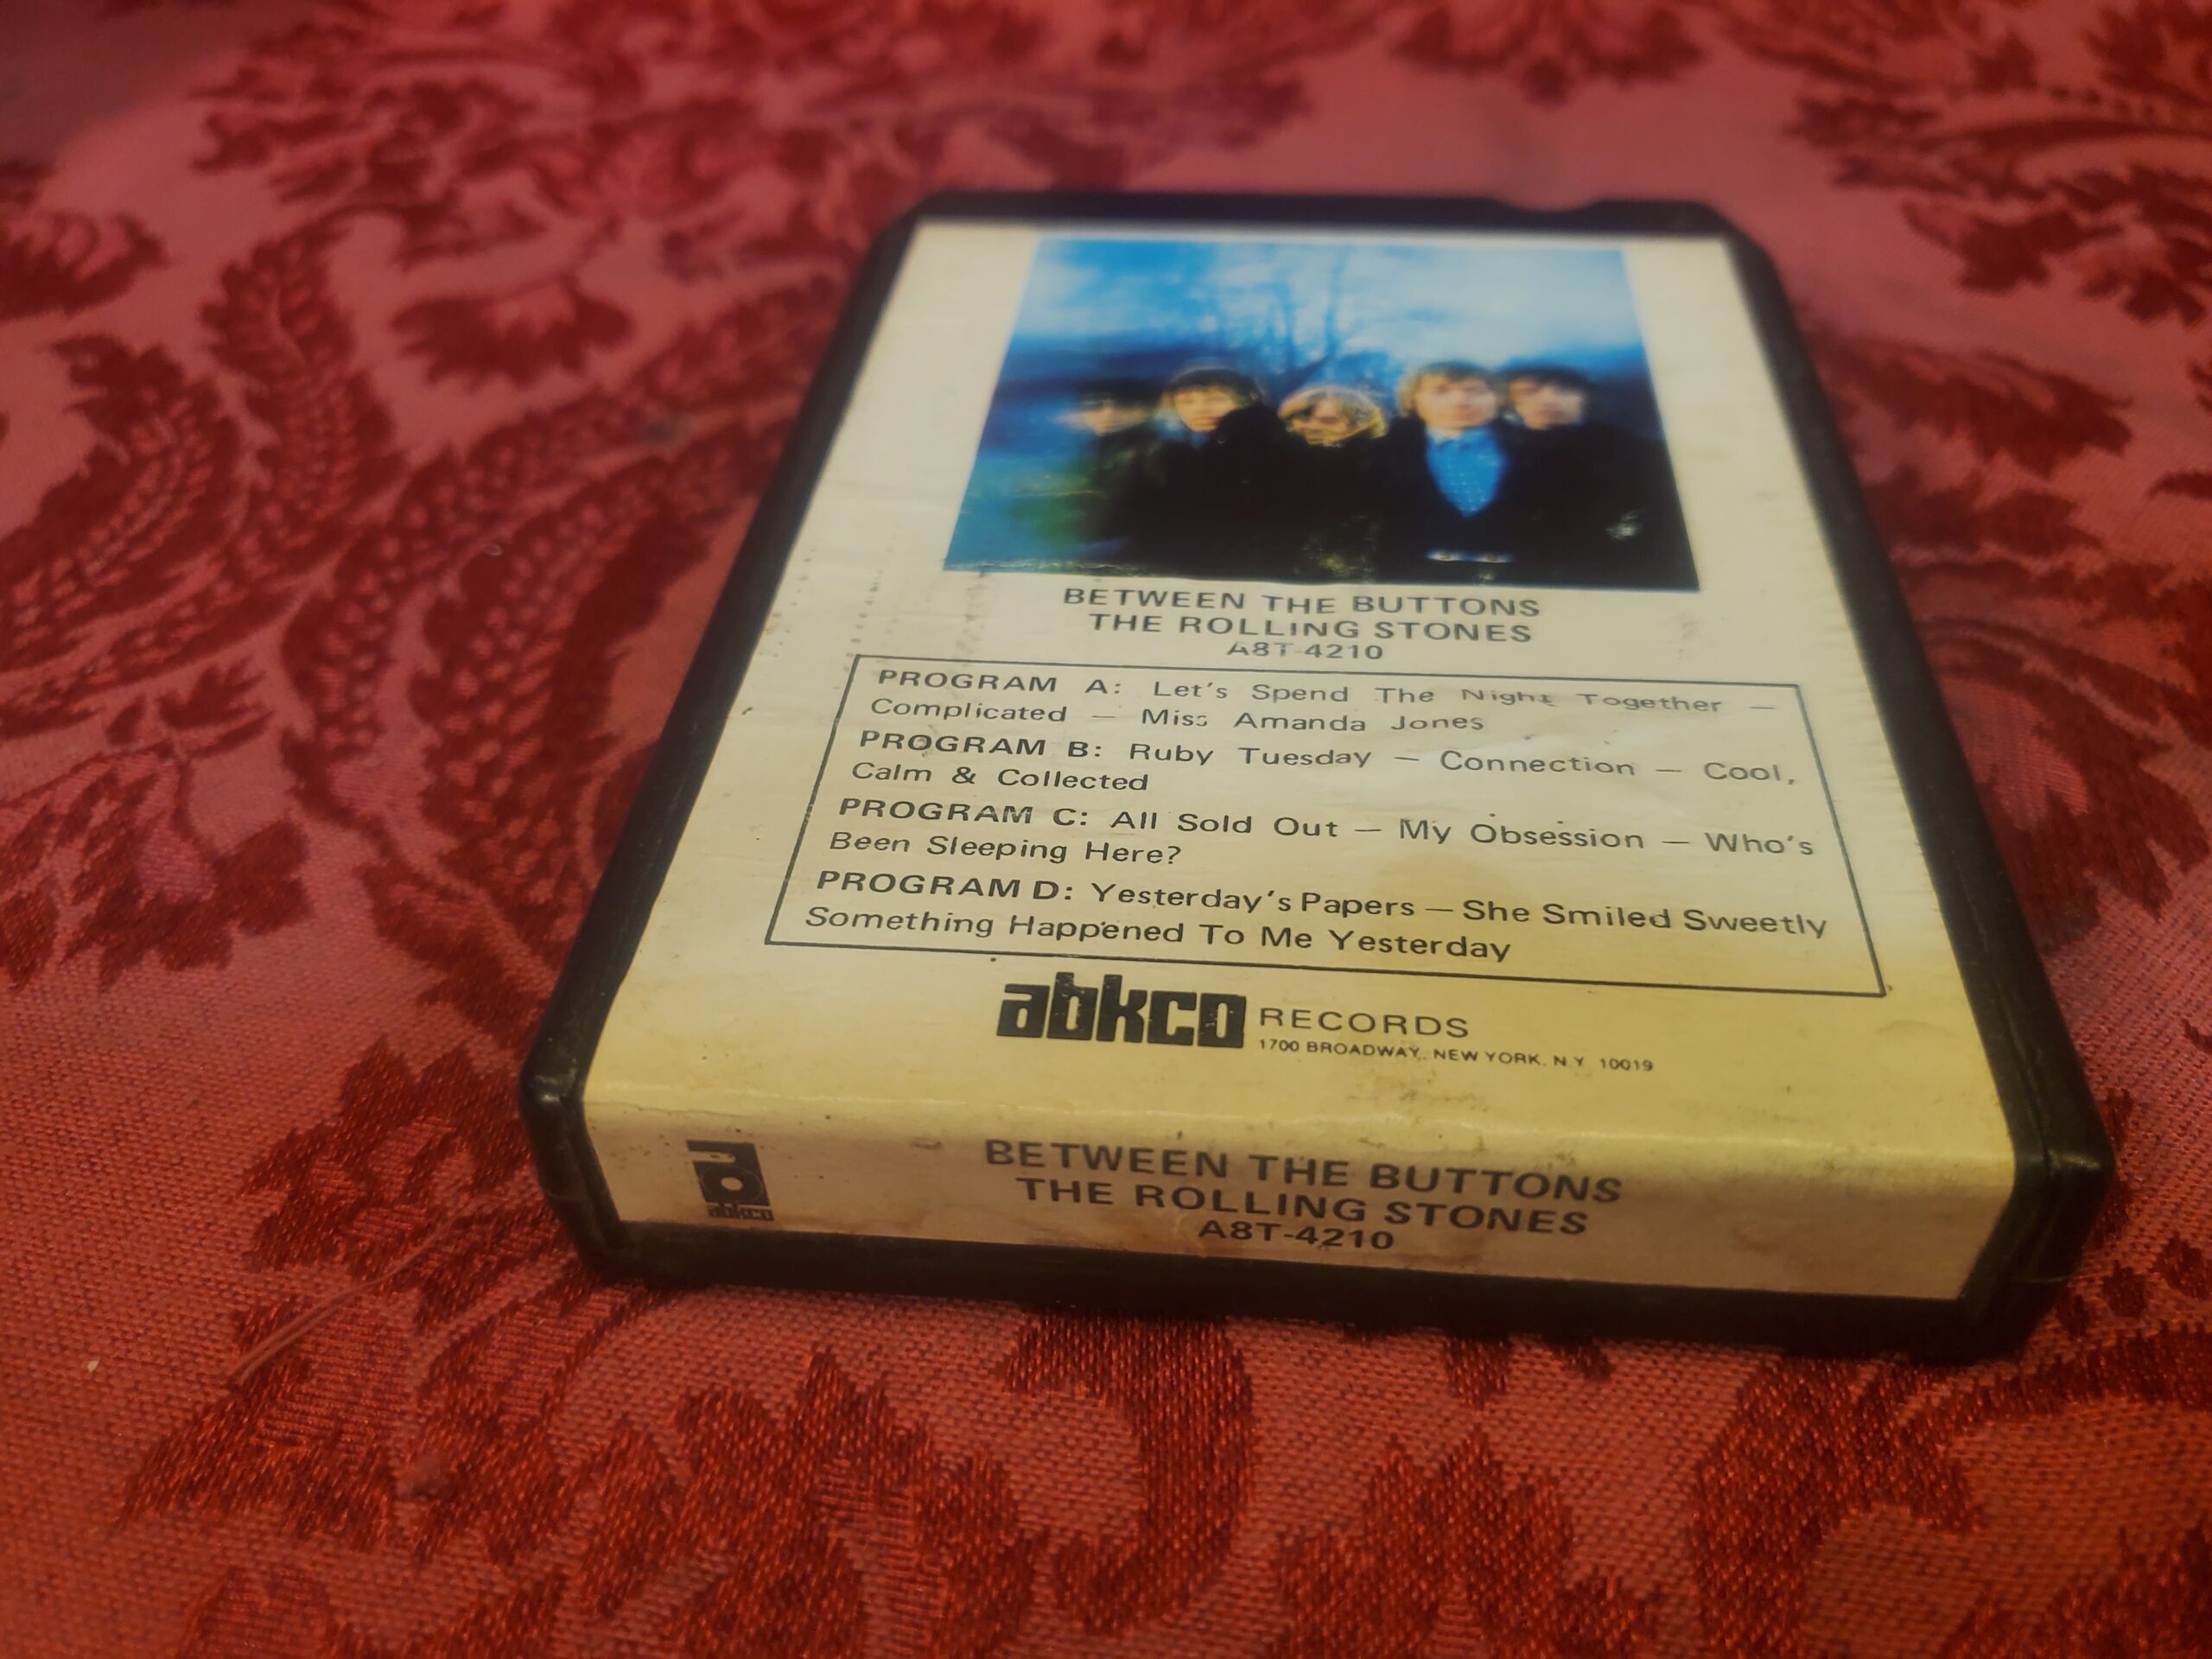 BETWEEN THE BUTTONS
THE ROLLING STONES
A8T-4210
PROGRAM A: Let's Spend The Night Together —
Complicated — Miss Amanda Jones
PROGRAM B: Ruby Tuesday — Connection — Cool,
Calm & Collected
PROGRAM C: All Sold Out — My Obsession — Who's
Been Sleeping Here?
PROGRAM D: Yesterday's Papers — She Smiled Sweetly
Something Happened To Me Yesterday
abkco RECORDS
1700 BROADWAY, NEW YORK, N Y 10019
abkco
BETWEEN THE BUTTONS
THE ROLLING STONES
A8T-4210